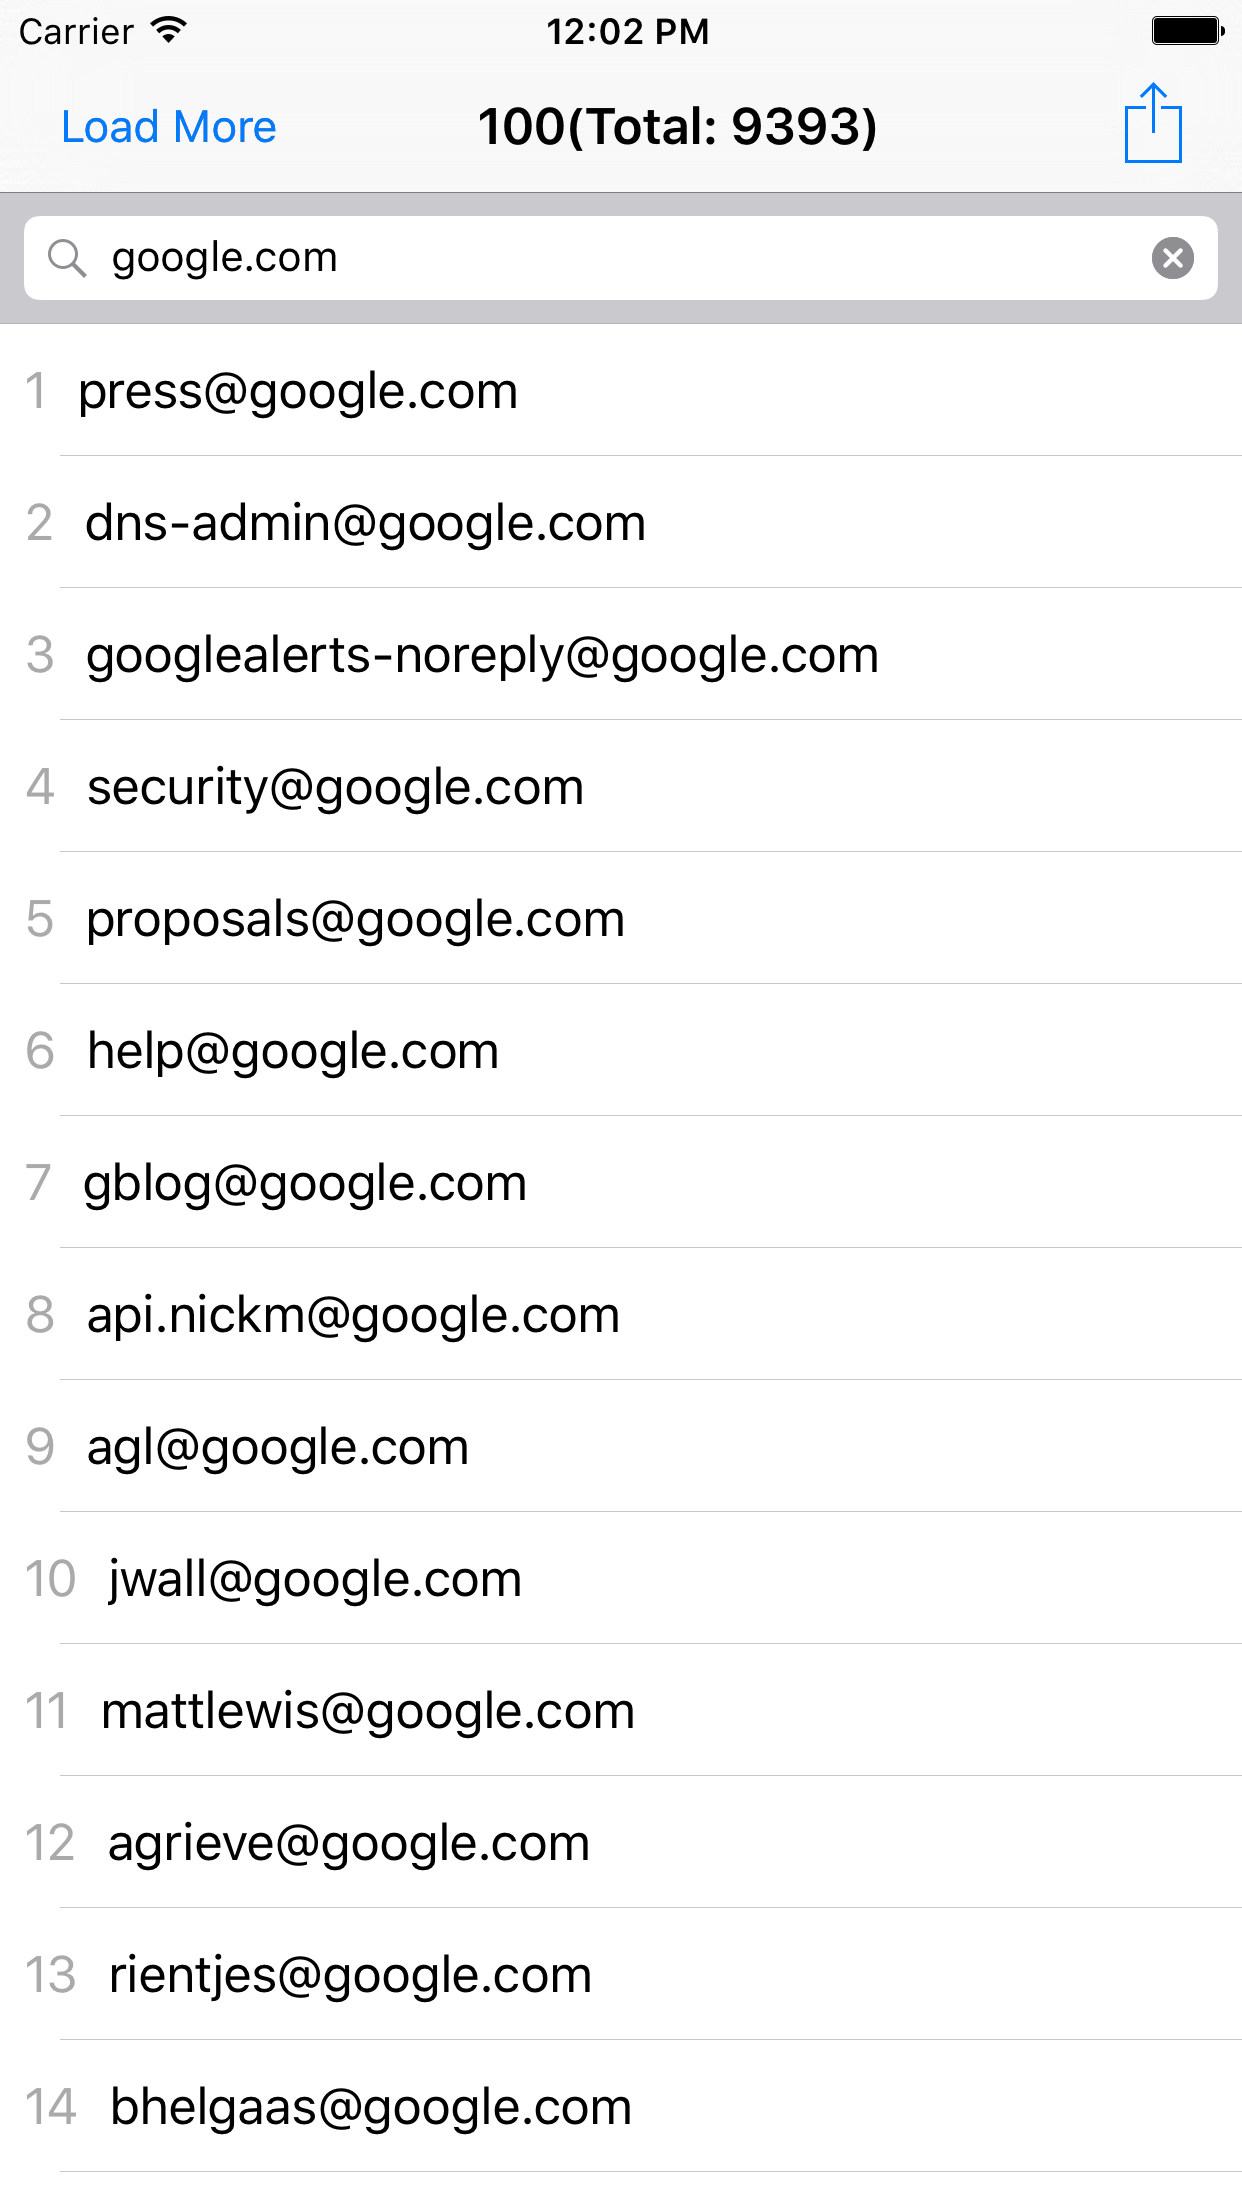 Carrier 12:02 PM
Load More 100(Total: 9393)
google.com
1 press@google.com
2 dns-admin@google.com
3 googlealerts-noreply@google.com
4 security@google.com
5 proposals@google.com
6 help@google.com
7 gblog@google.com
8 api.nickm@google.com
9 agl@google.com
10 jwall@google.com
11 mattlewis@google.com
12 agrieve@google.com
13 rientjes@google.com
14 bhelgaas@google.com